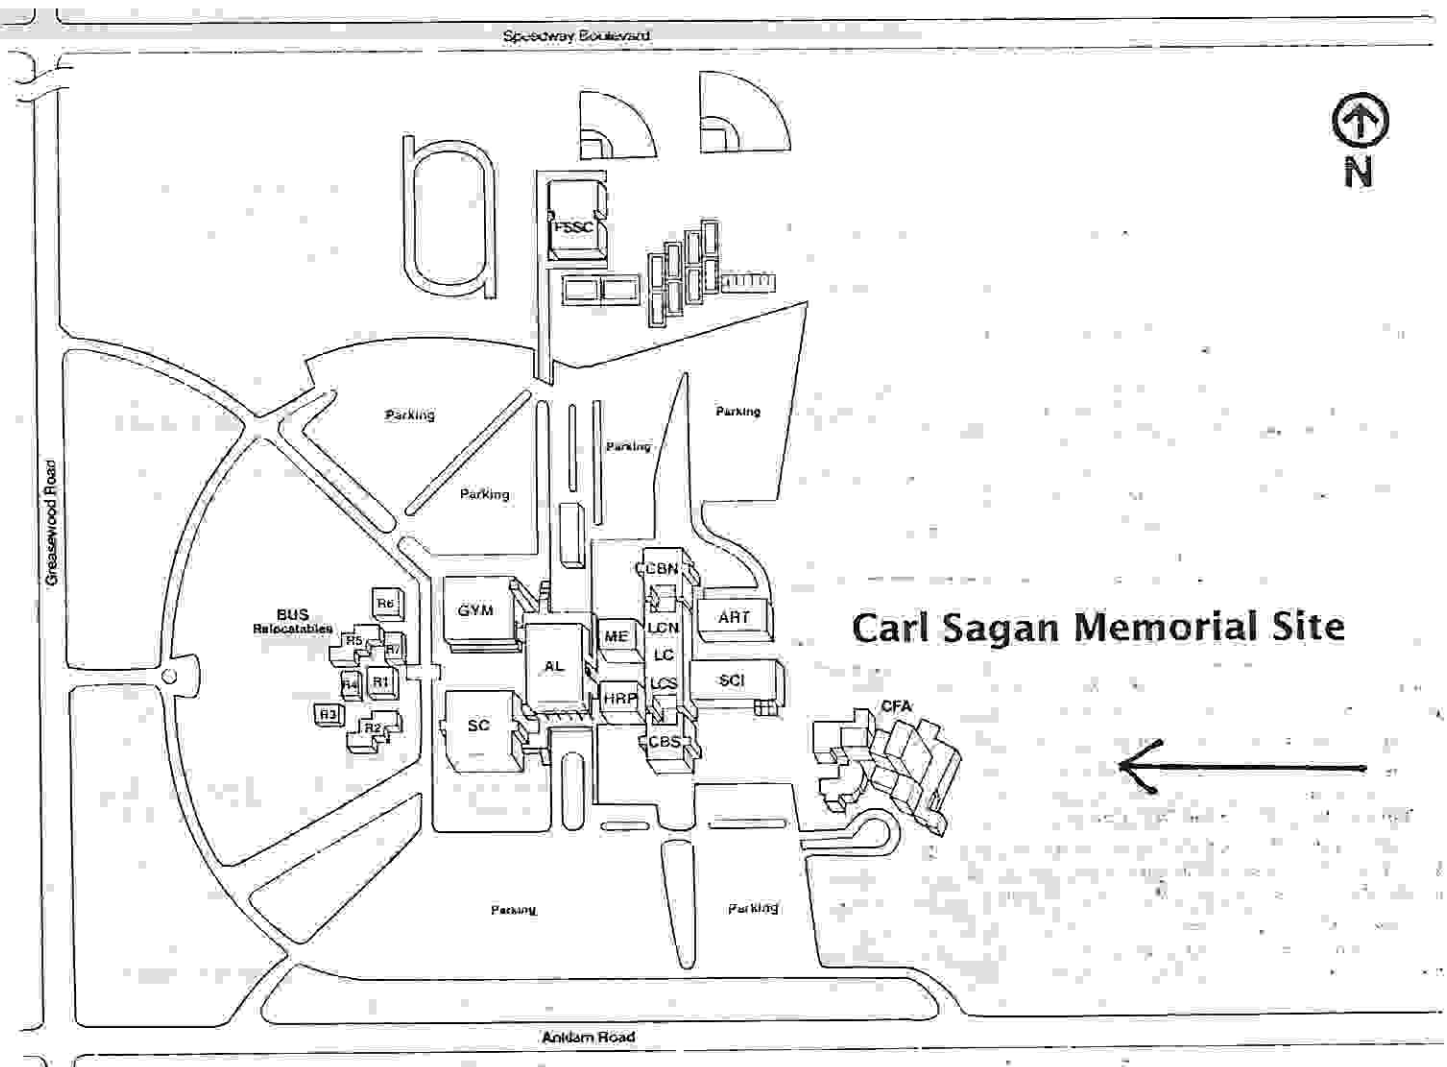 Speedway Boulevard
N
FSSC
Parking
Parking
Parking
Parking
Greasewood Road
CCBN
R6
BUS
Relocatables
GYM
ART
R5
R7
ME
LCN
Carl Sagan Memorial Site
LC
AL
R4
R1
LCS
SCI
HRP
R3
R2
SC
CBS
CFA
Parking
Parking
Anklam Road